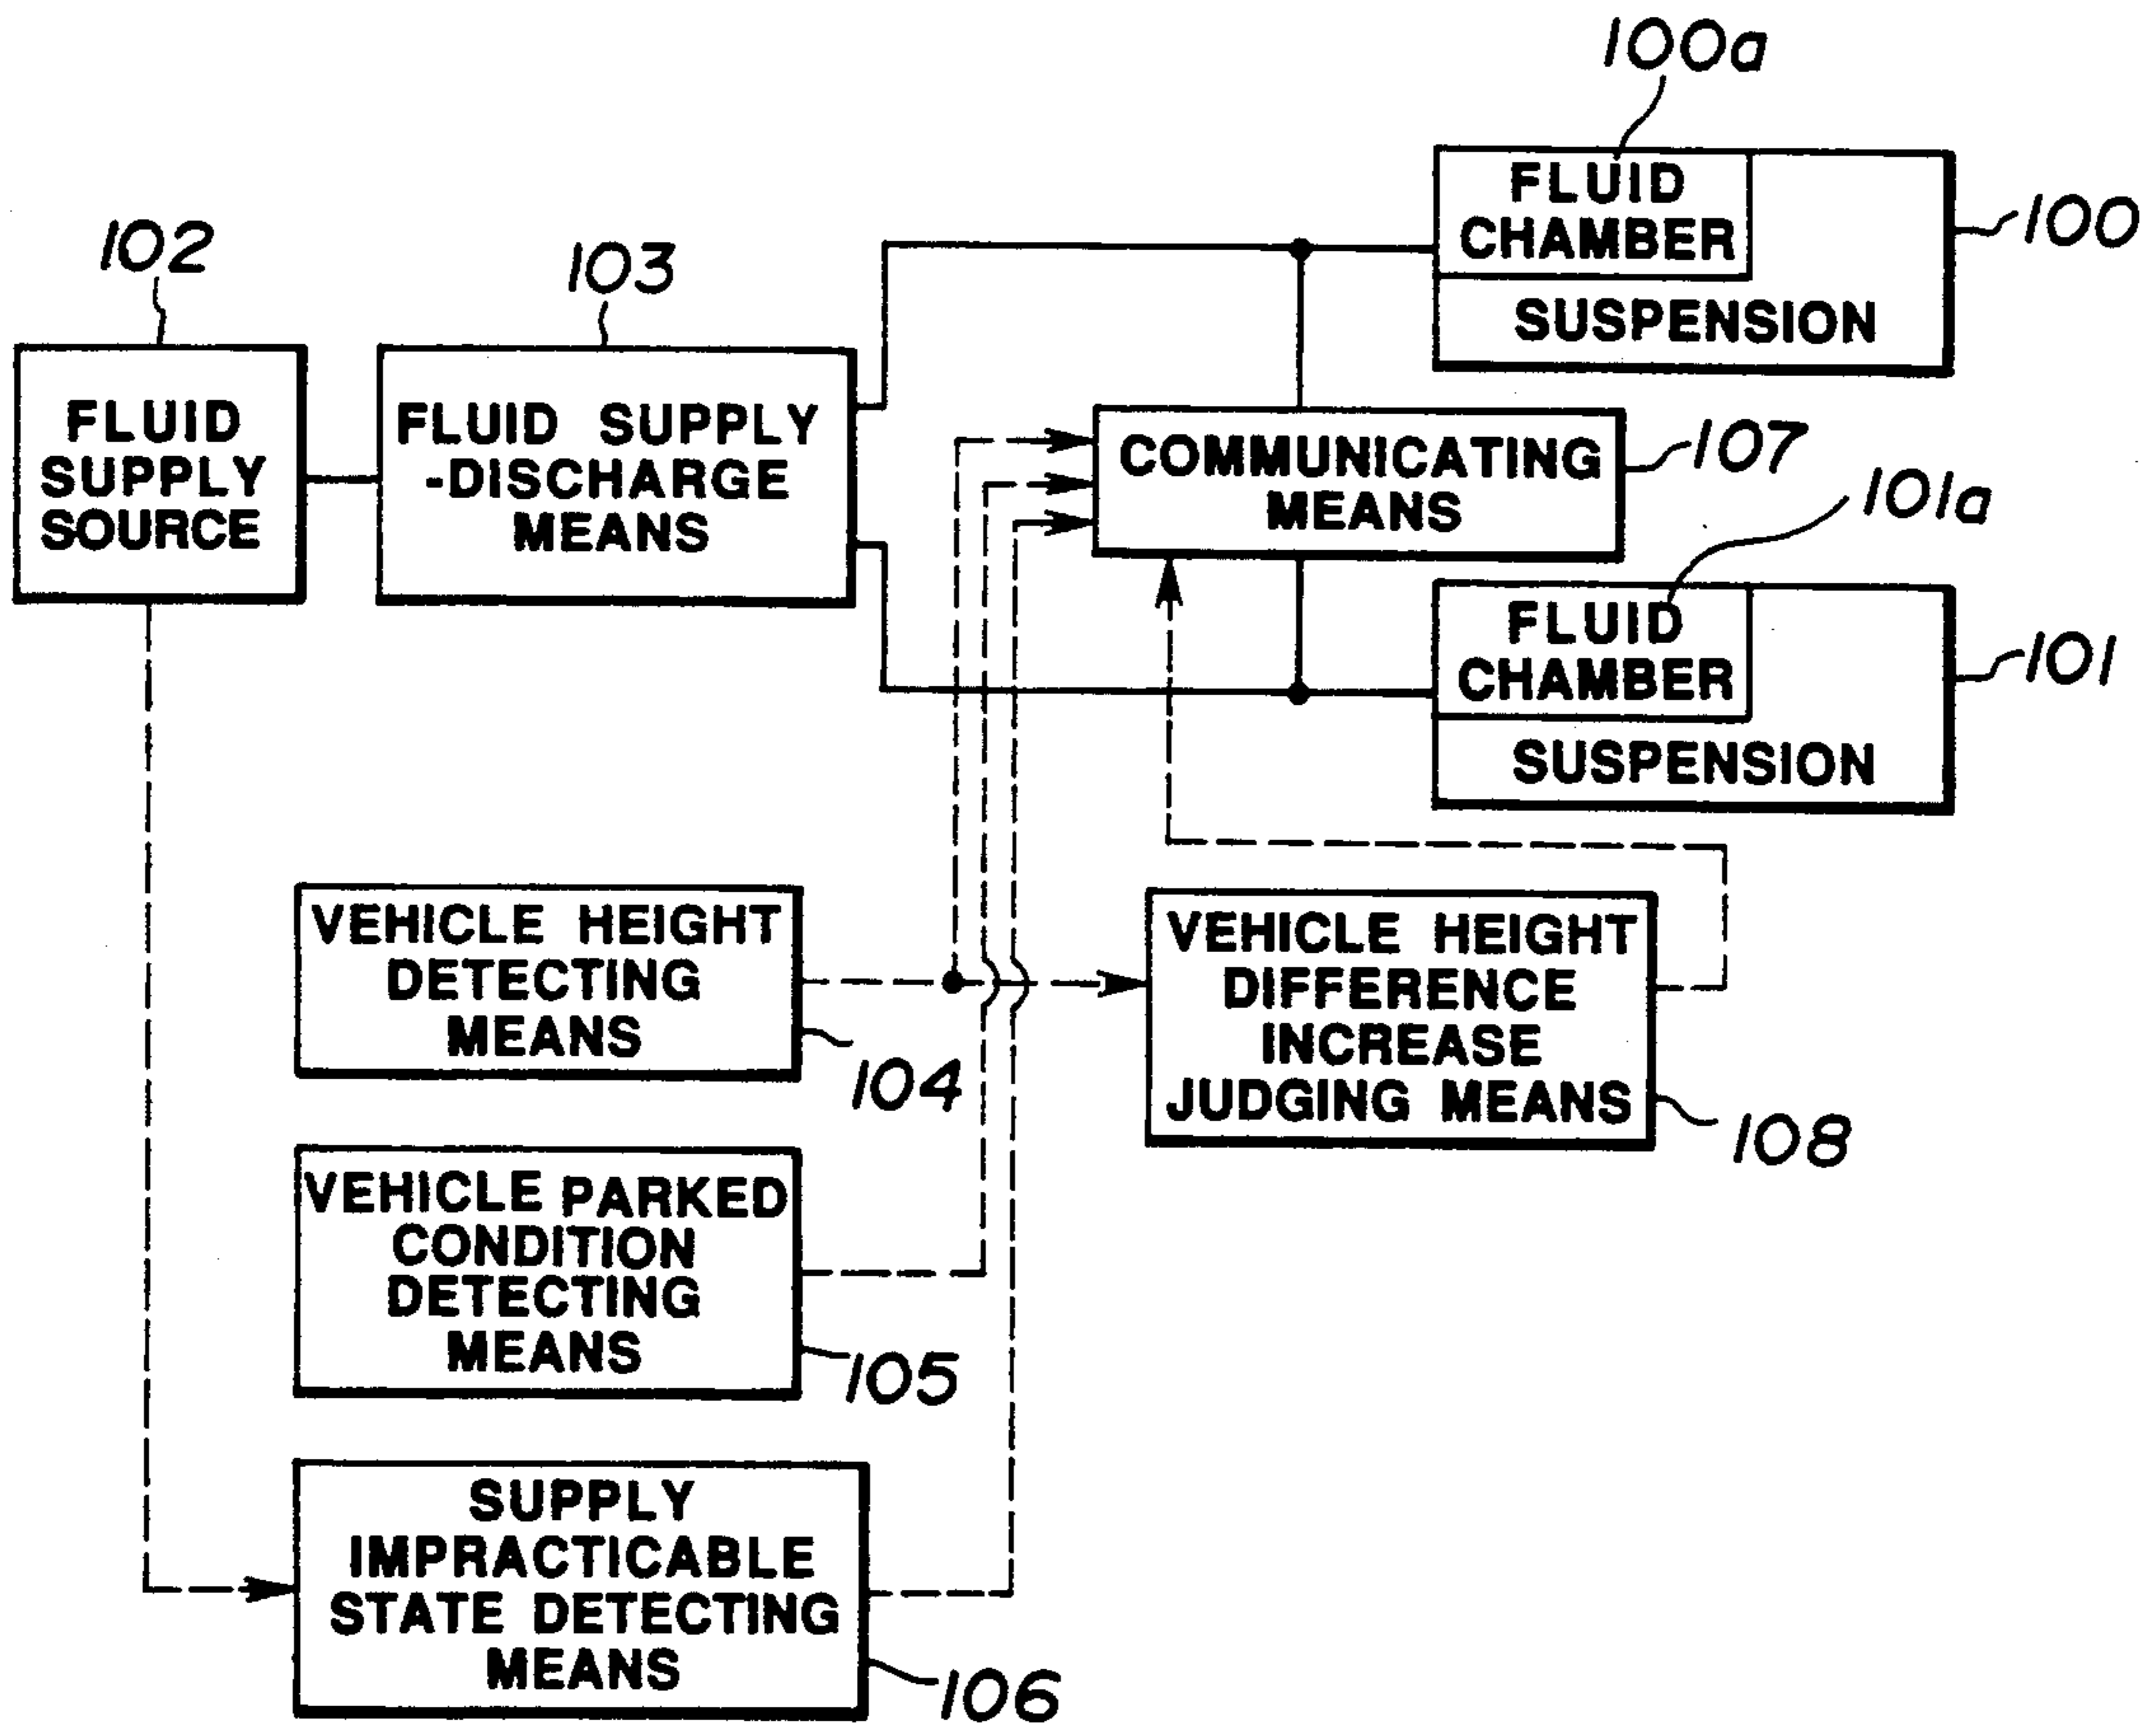 100a
FLUID
CHAMBER
100
SUSPENSION
102
103
FLUID
SUPPLY
SOURCE
FLUID SUPPLY
-DISCHARGE
MEANS
COMMUNICATING
MEANS
107
101a
FLUID
CHAMBER
101
SUSPENSION
VEHICLE HEIGHT
DETECTING
MEANS
104
VEHICLE HEIGHT
DIFFERENCE
INCREASE
JUDGING MEANS
108
VEHICLE PARKED
CONDITION
DETECTING
MEANS
105
SUPPLY
IMPRACTICABLE
STATE DETECTING
MEANS
106